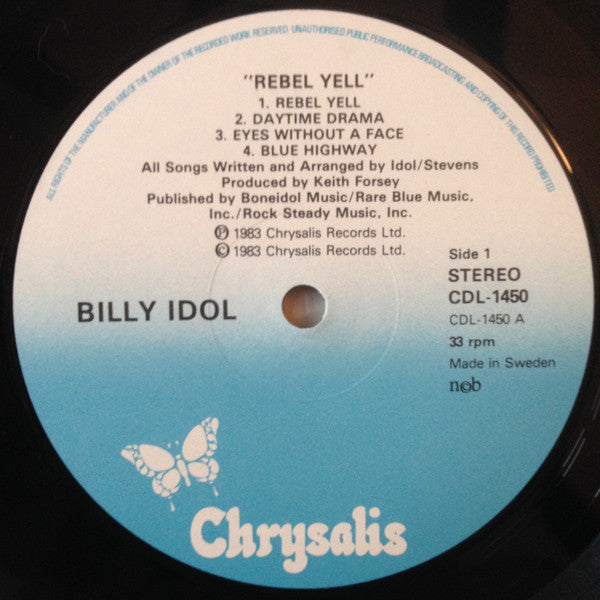 ALL RIGHTS OF THE MANUFACTURER AND OF THE OWNER OF THE RECORDED WORK RESERVED · UNAUTHORISED PUBLIC PERFORMANCE BROADCASTING AND COPYING OF THIS RECORD PROHIBITED
"REBEL YELL"
1. REBEL YELL
2. DAYTIME DRAMA
3. EYES WITHOUT A FACE
4. BLUE HIGHWAY
All Songs Written and Arranged by Idol/Stevens
Produced by Keith Forsey
Published by Boneidol Music/Rare Blue Music,
Inc./Rock Steady Music, Inc.
℗ 1983 Chrysalis Records Ltd.
© 1983 Chrysalis Records Ltd.
Side 1
STEREO
CDL-1450
CDL-1450 A
33 rpm
Made in Sweden
ncb
BILLY IDOL
Chrysalis